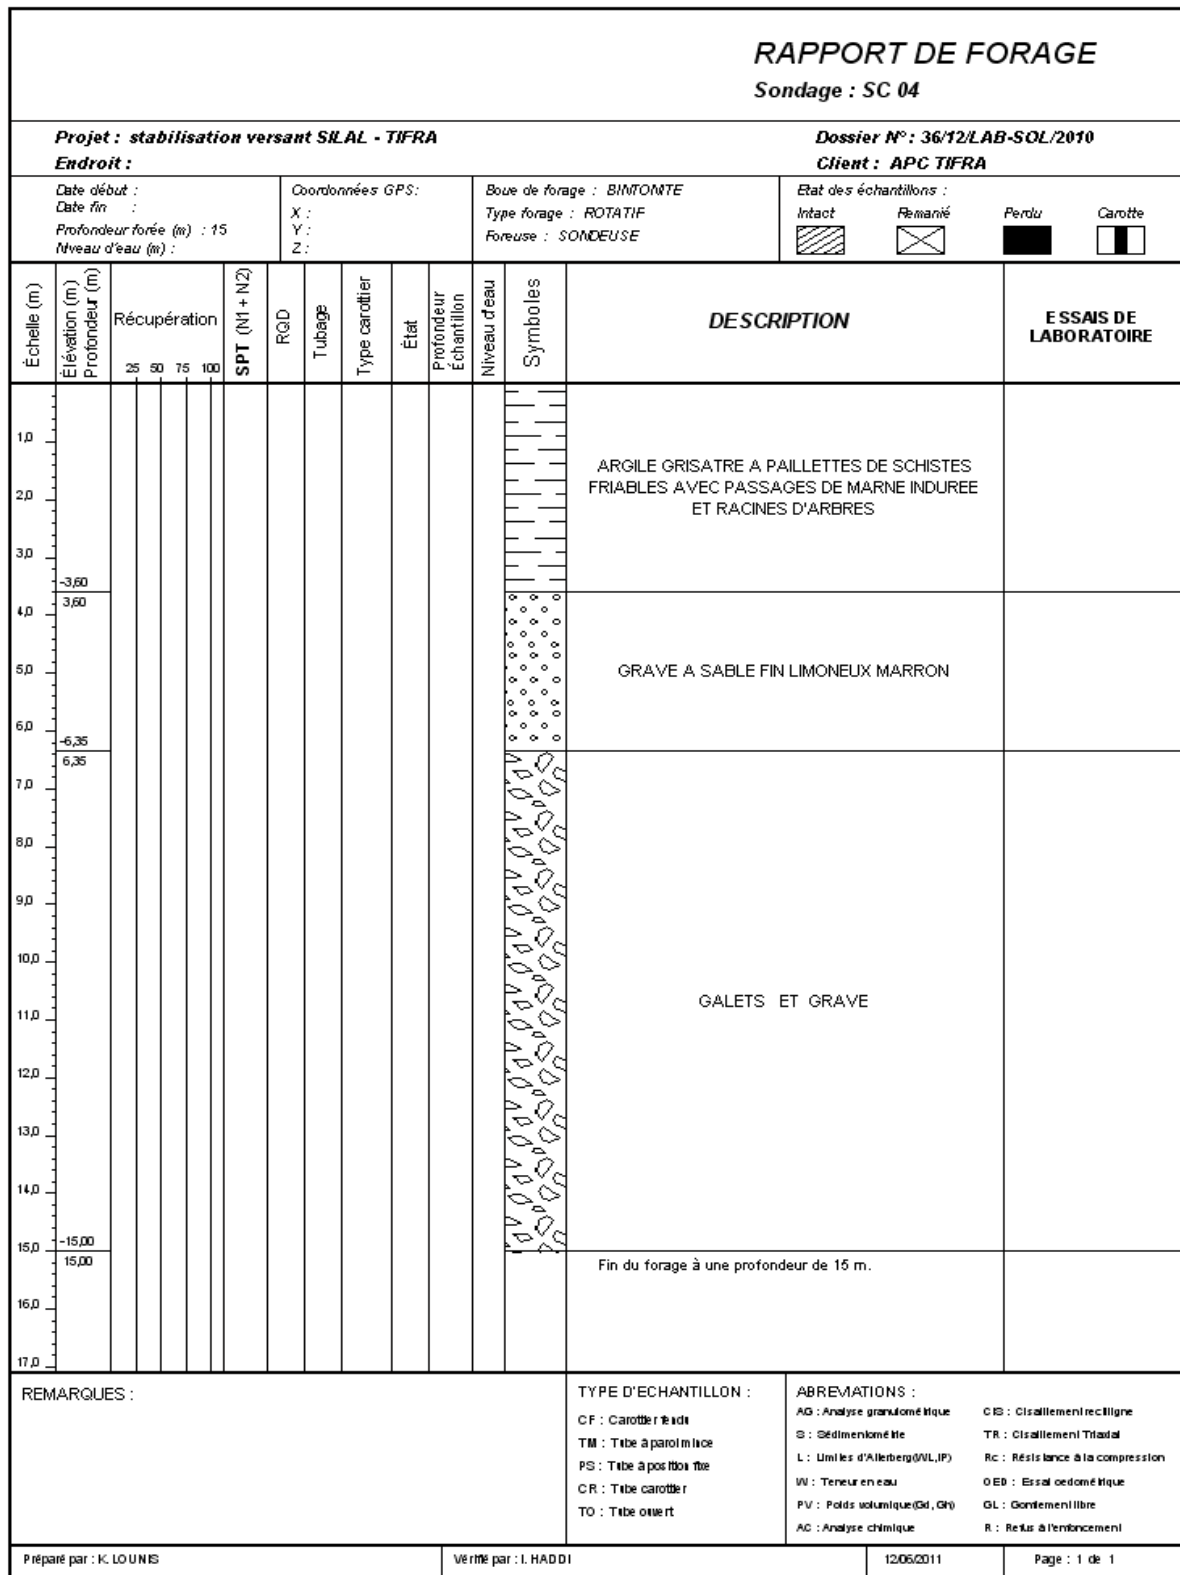 RAPPORT DE FORAGE
Sondage : SC 04
Projet : stabilisation versant SILAL - TIFRA
Dossier N° : 36/12/LAB-SOL/2010
Endroit :
Client : APC TIFRA
Date début :
Date fin :
Profondeur forée (m) : 15
Niveau d'eau (m) :
Coordonnées GPS:
X :
Y :
Z :
Boue de forage : BINTONITE
Type forage : ROTATIF
Foreuse : SONDEUSE
Etat des échantillons :
Intact Remanié Perdu Carotte
Échelle (m)
Élévation (m)
Profondeur (m)
Récupération
25 50 75 100
SPT (N1 + N2)
RQD
Tubage
Type carottier
État
Profondeur
Échantillon
Niveau d'eau
Symboles
DESCRIPTION
ESSAIS DE
LABORATOIRE
1,0
2,0
3,0
-3,60
3,60
4,0
5,0
6,0
-6,35
6,35
7,0
8,0
9,0
10,0
11,0
12,0
13,0
14,0
15,0
-15,00
15,00
16,0
17,0
ARGILE GRISATRE A PAILLETTES DE SCHISTES
FRIABLES AVEC PASSAGES DE MARNE INDUREE
ET RACINES D'ARBRES
GRAVE A SABLE FIN LIMONEUX MARRON
GALETS ET GRAVE
Fin du forage à une profondeur de 15 m.
REMARQUES :
TYPE D'ECHANTILLON :
CF : Carottier fendu
TM : Tube à paroi mince
PS : Tube à position fixe
CR : Tube carottier
TO : Tube ouvert
ABREVIATIONS :
AG : Analyse granulométrique
S : Sédimentométrie
L : Limites d'Atterberg(WL,IP)
W : Teneur en eau
PV : Poids volumique(Gd, Gh)
AC : Analyse chimique
CIS : Cisaillement rectiligne
TR : Cisaillement Triaxial
Rc : Résistance à la compression
OED : Essai oedométrique
GL : Gonflement libre
R : Refus à l'enfoncement
Préparé par : K. LOUNIS
Vérifié par : I. HADDI
12/06/2011
Page : 1 de 1